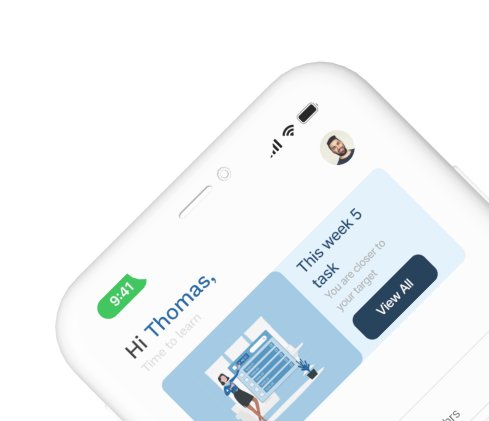 9:41
Hi Thomas,
Time to learn
This week 5
task
You are closer to
your target
View All